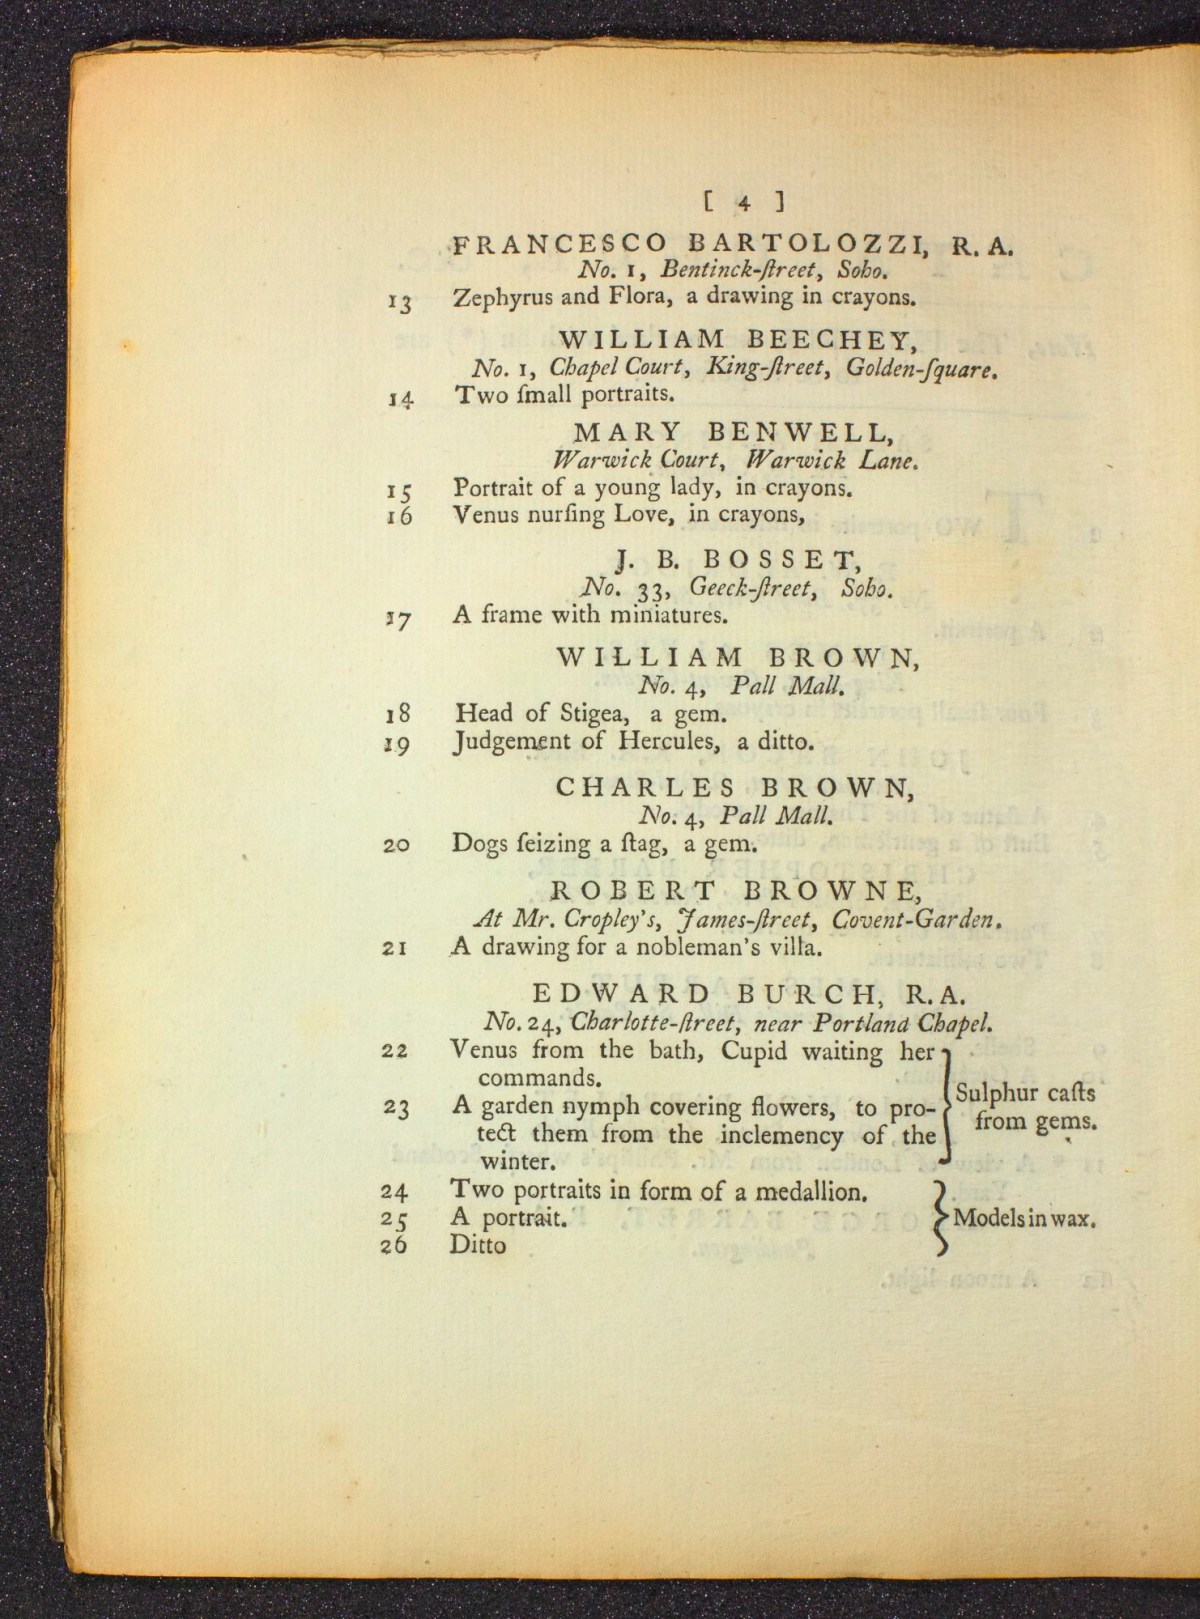 [ 4 ]
FRANCESCO BARTOLOZZI, R. A.
No. 1, Bentinck-ſtreet, Soho.
13 Zephyrus and Flora, a drawing in crayons.
WILLIAM BEECHEY,
No. 1, Chapel Court, King-ſtreet, Golden-ſquare.
14 Two ſmall portraits.
MARY BENWELL,
Warwick Court, Warwick Lane.
15 Portrait of a young lady, in crayons.
16 Venus nurſing Love, in crayons,
J. B. BOSSET,
No. 33, Geeck-ſtreet, Soho.
17 A frame with miniatures.
WILLIAM BROWN,
No. 4, Pall Mall.
18 Head of Stigea, a gem.
19 Judgement of Hercules, a ditto.
CHARLES BROWN,
No. 4, Pall Mall.
20 Dogs ſeizing a ſtag, a gem.
ROBERT BROWNE,
At Mr. Cropley's, James-ſtreet, Covent-Garden.
21 A drawing for a nobleman's villa.
EDWARD BURCH, R.A.
No. 24, Charlotte-ſtreet, near Portland Chapel.
22 Venus from the bath, Cupid waiting her
commands.
23 A garden nymph covering flowers, to pro-
tect them from the inclemency of the
winter.
Sulphur caſts
from gems.
24 Two portraits in form of a medallion.
25 A portrait.
26 Ditto
Models in wax.